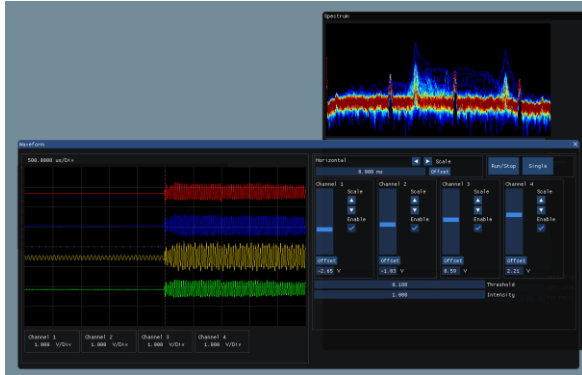 Spectrum
Waveform
500.0000 us/Div
Horizontal
Scale
0.000 ms
Offset
Run/Stop
Single
Channel 1
Channel 2
Channel 3
Channel 4
Scale
Scale
Scale
Scale
Enable
Enable
Enable
Enable
Offset
Offset
Offset
Offset
-2.65 V
-1.03 V
0.59 V
2.21 V
0.100
Threshold
1.000
Intensity
Channel 1
Channel 2
Channel 3
Channel 4
1.000 V/Div
1.000 V/Div
1.000 V/Div
1.000 V/Div